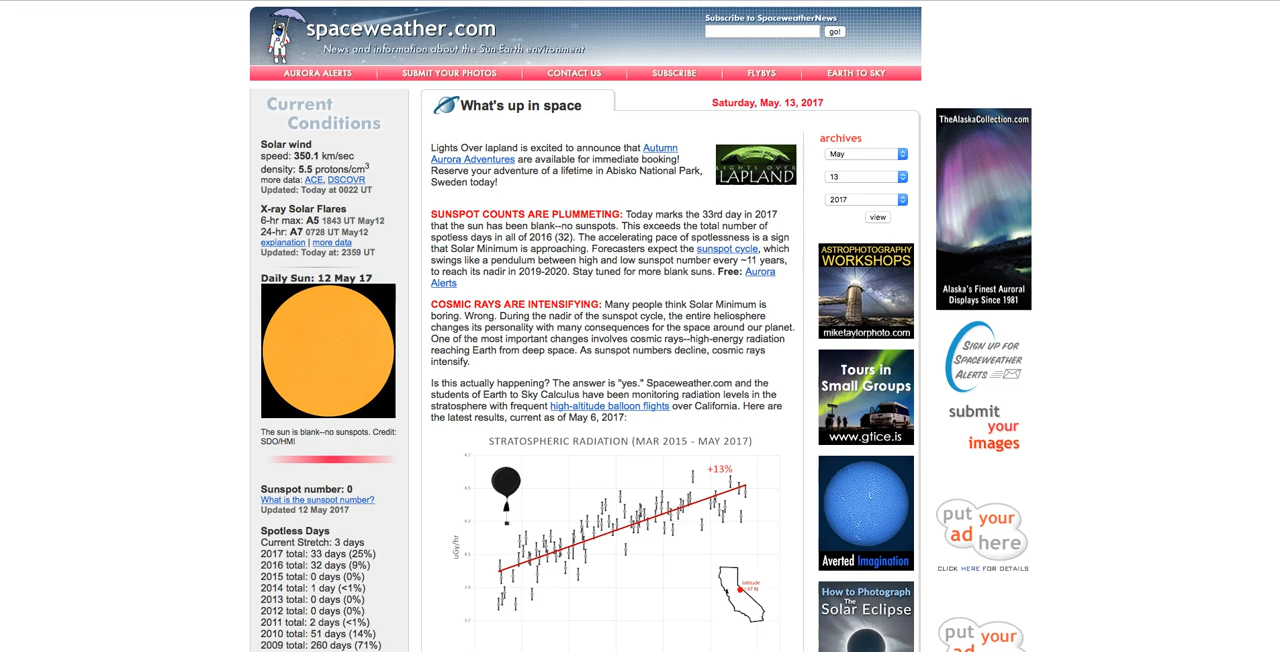 spaceweather.com
News and information about the Sun Earth environment
Subscribe to SpaceweatherNews
go!
AURORA ALERTS
SUBMIT YOUR PHOTOS
CONTACT US
SUBSCRIBE
FLYBYS
EARTH TO SKY
Current
Conditions
Solar wind
speed: 350.1 km/sec
density: 5.5 protons/cm3
more data: ACE, DSCOVR
Updated: Today at 0022 UT
X-ray Solar Flares
6-hr max: A5 1843 UT May12
24-hr: A7 0728 UT May12
explanation | more data
Updated: Today at: 2359 UT
Daily Sun: 12 May 17
The sun is blank--no sunspots. Credit:
SDO/HMI
Sunspot number: 0
What is the sunspot number?
Updated 12 May 2017
Spotless Days
Current Stretch: 3 days
2017 total: 33 days (25%)
2016 total: 32 days (9%)
2015 total: 0 days (0%)
2014 total: 1 day (<1%)
2013 total: 0 days (0%)
2012 total: 0 days (0%)
2011 total: 2 days (<1%)
2010 total: 51 days (14%)
2009 total: 260 days (71%)
What's up in space
Saturday, May. 13, 2017
Lights Over lapland is excited to announce that Autumn
Aurora Adventures are available for immediate booking!
Reserve your adventure of a lifetime in Abisko National Park,
Sweden today!
LIGHTS OVER
LAPLAND
SUNSPOT COUNTS ARE PLUMMETING: Today marks the 33rd day in 2017
that the sun has been blank--no sunspots. This exceeds the total number of
spotless days in all of 2016 (32). The accelerating pace of spotlessness is a sign
that Solar Minimum is approaching. Forecasters expect the sunspot cycle, which
swings like a pendulum between high and low sunspot number every ~11 years,
to reach its nadir in 2019-2020. Stay tuned for more blank suns. Free: Aurora
Alerts
COSMIC RAYS ARE INTENSIFYING: Many people think Solar Minimum is
boring. Wrong. During the nadir of the sunspot cycle, the entire heliosphere
changes its personality with many consequences for the space around our planet.
One of the most important changes involves cosmic rays--high-energy radiation
reaching Earth from deep space. As sunspot numbers decline, cosmic rays
intensify.
Is this actually happening? The answer is "yes." Spaceweather.com and the
students of Earth to Sky Calculus have been monitoring radiation levels in the
stratosphere with frequent high-altitude balloon flights over California. Here are
the latest results, current as of May 6, 2017:
STRATOSPHERIC RADIATION (MAR 2015 - MAY 2017)
+13%
4.7
4.5
4.3
4.1
3.9
3.7
uGy/hr
latitude
+37 N
archives
May
13
2017
view
ASTROPHOTOGRAPHY
WORKSHOPS
miketaylorphoto.com
Tours in
Small Groups
www.gtice.is
Averted Imagination
How to Photograph
The
Solar Eclipse
TheAlaskaCollection.com
Alaska's Finest Auroral
Displays Since 1981
SIGN UP FOR
SPACEWEATHER
ALERTS
submit
your
images
put your
ad here
CLICK HERE FOR DETAILS
put your
ad